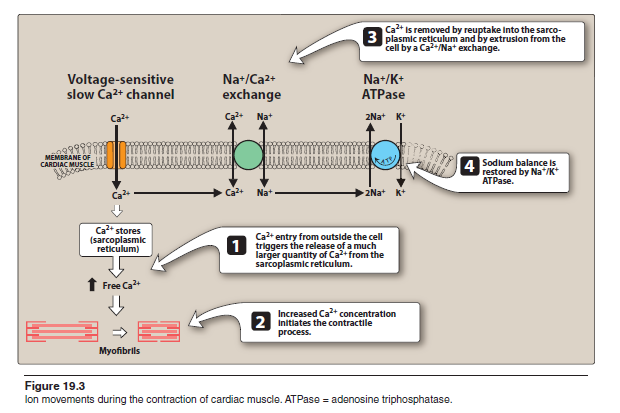 3 Ca²⁺ is removed by reuptake into the sarco-
plasmic reticulum and by extrusion from the
cell by a Ca²⁺/Na⁺ exchange.
Voltage-sensitive
slow Ca²⁺ channel
Na⁺/Ca²⁺
exchange
Na⁺/K⁺
ATPase
Ca²⁺
Ca²⁺ Na⁺
2Na⁺ K⁺
MEMBRANE OF
CARDIAC MUSCLE
ATP
4 Sodium balance is
restored by Na⁺/K⁺
ATPase.
Ca²⁺
Ca²⁺ Na⁺
2Na⁺ K⁺
Ca²⁺ stores
(sarcoplasmic
reticulum)
1 Ca²⁺ entry from outside the cell
triggers the release of a much
larger quantity of Ca²⁺ from the
sarcoplasmic reticulum.
Free Ca²⁺
2 Increased Ca²⁺ concentration
initiates the contractile
process.
Myofibrils
Figure 19.3
Ion movements during the contraction of cardiac muscle. ATPase = adenosine triphosphatase.